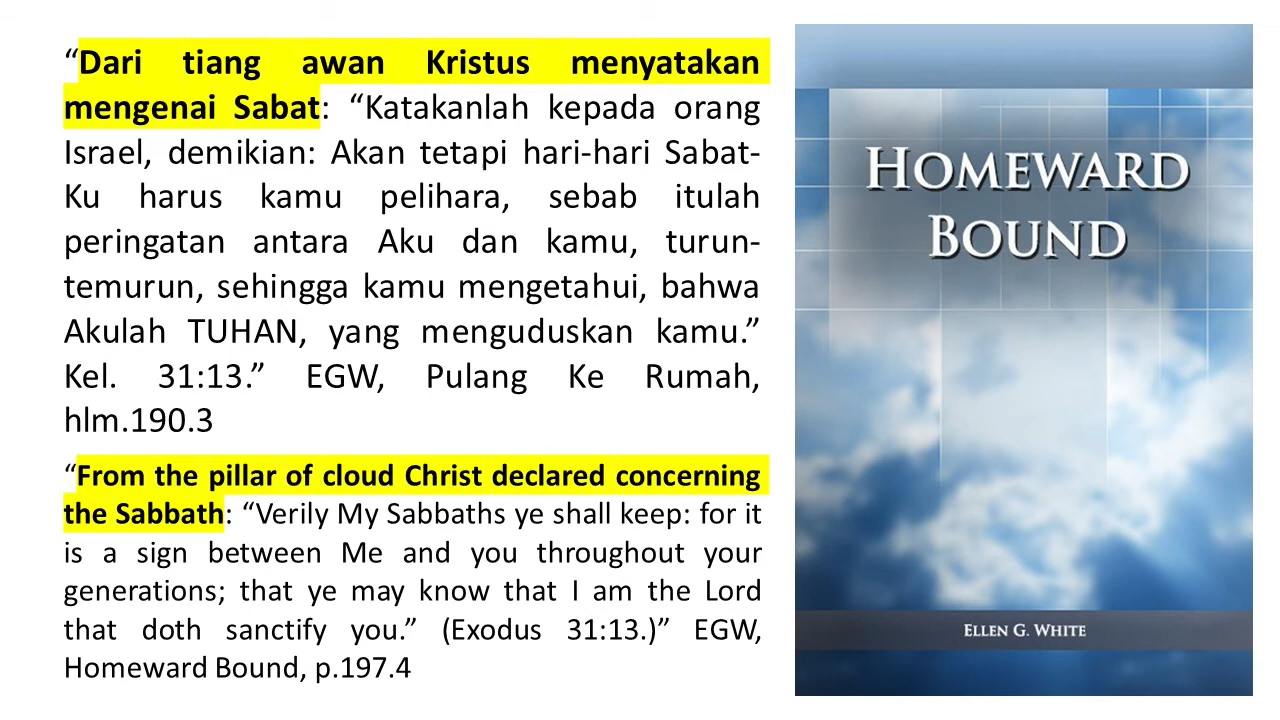 “Dari tiang awan Kristus menyatakan
mengenai Sabat: “Katakanlah kepada orang
Israel, demikian: Akan tetapi hari-hari Sabat-
Ku harus kamu pelihara, sebab itulah
peringatan antara Aku dan kamu, turun-
temurun, sehingga kamu mengetahui, bahwa
Akulah TUHAN, yang menguduskan kamu.”
Kel. 31:13.” EGW, Pulang Ke Rumah,
hlm.190.3
“From the pillar of cloud Christ declared concerning
the Sabbath: “Verily My Sabbaths ye shall keep: for it
is a sign between Me and you throughout your
generations; that ye may know that I am the Lord
that doth sanctify you.” (Exodus 31:13.)” EGW,
Homeward Bound, p.197.4
HOMEWARD
BOUND
ELLEN G. WHITE